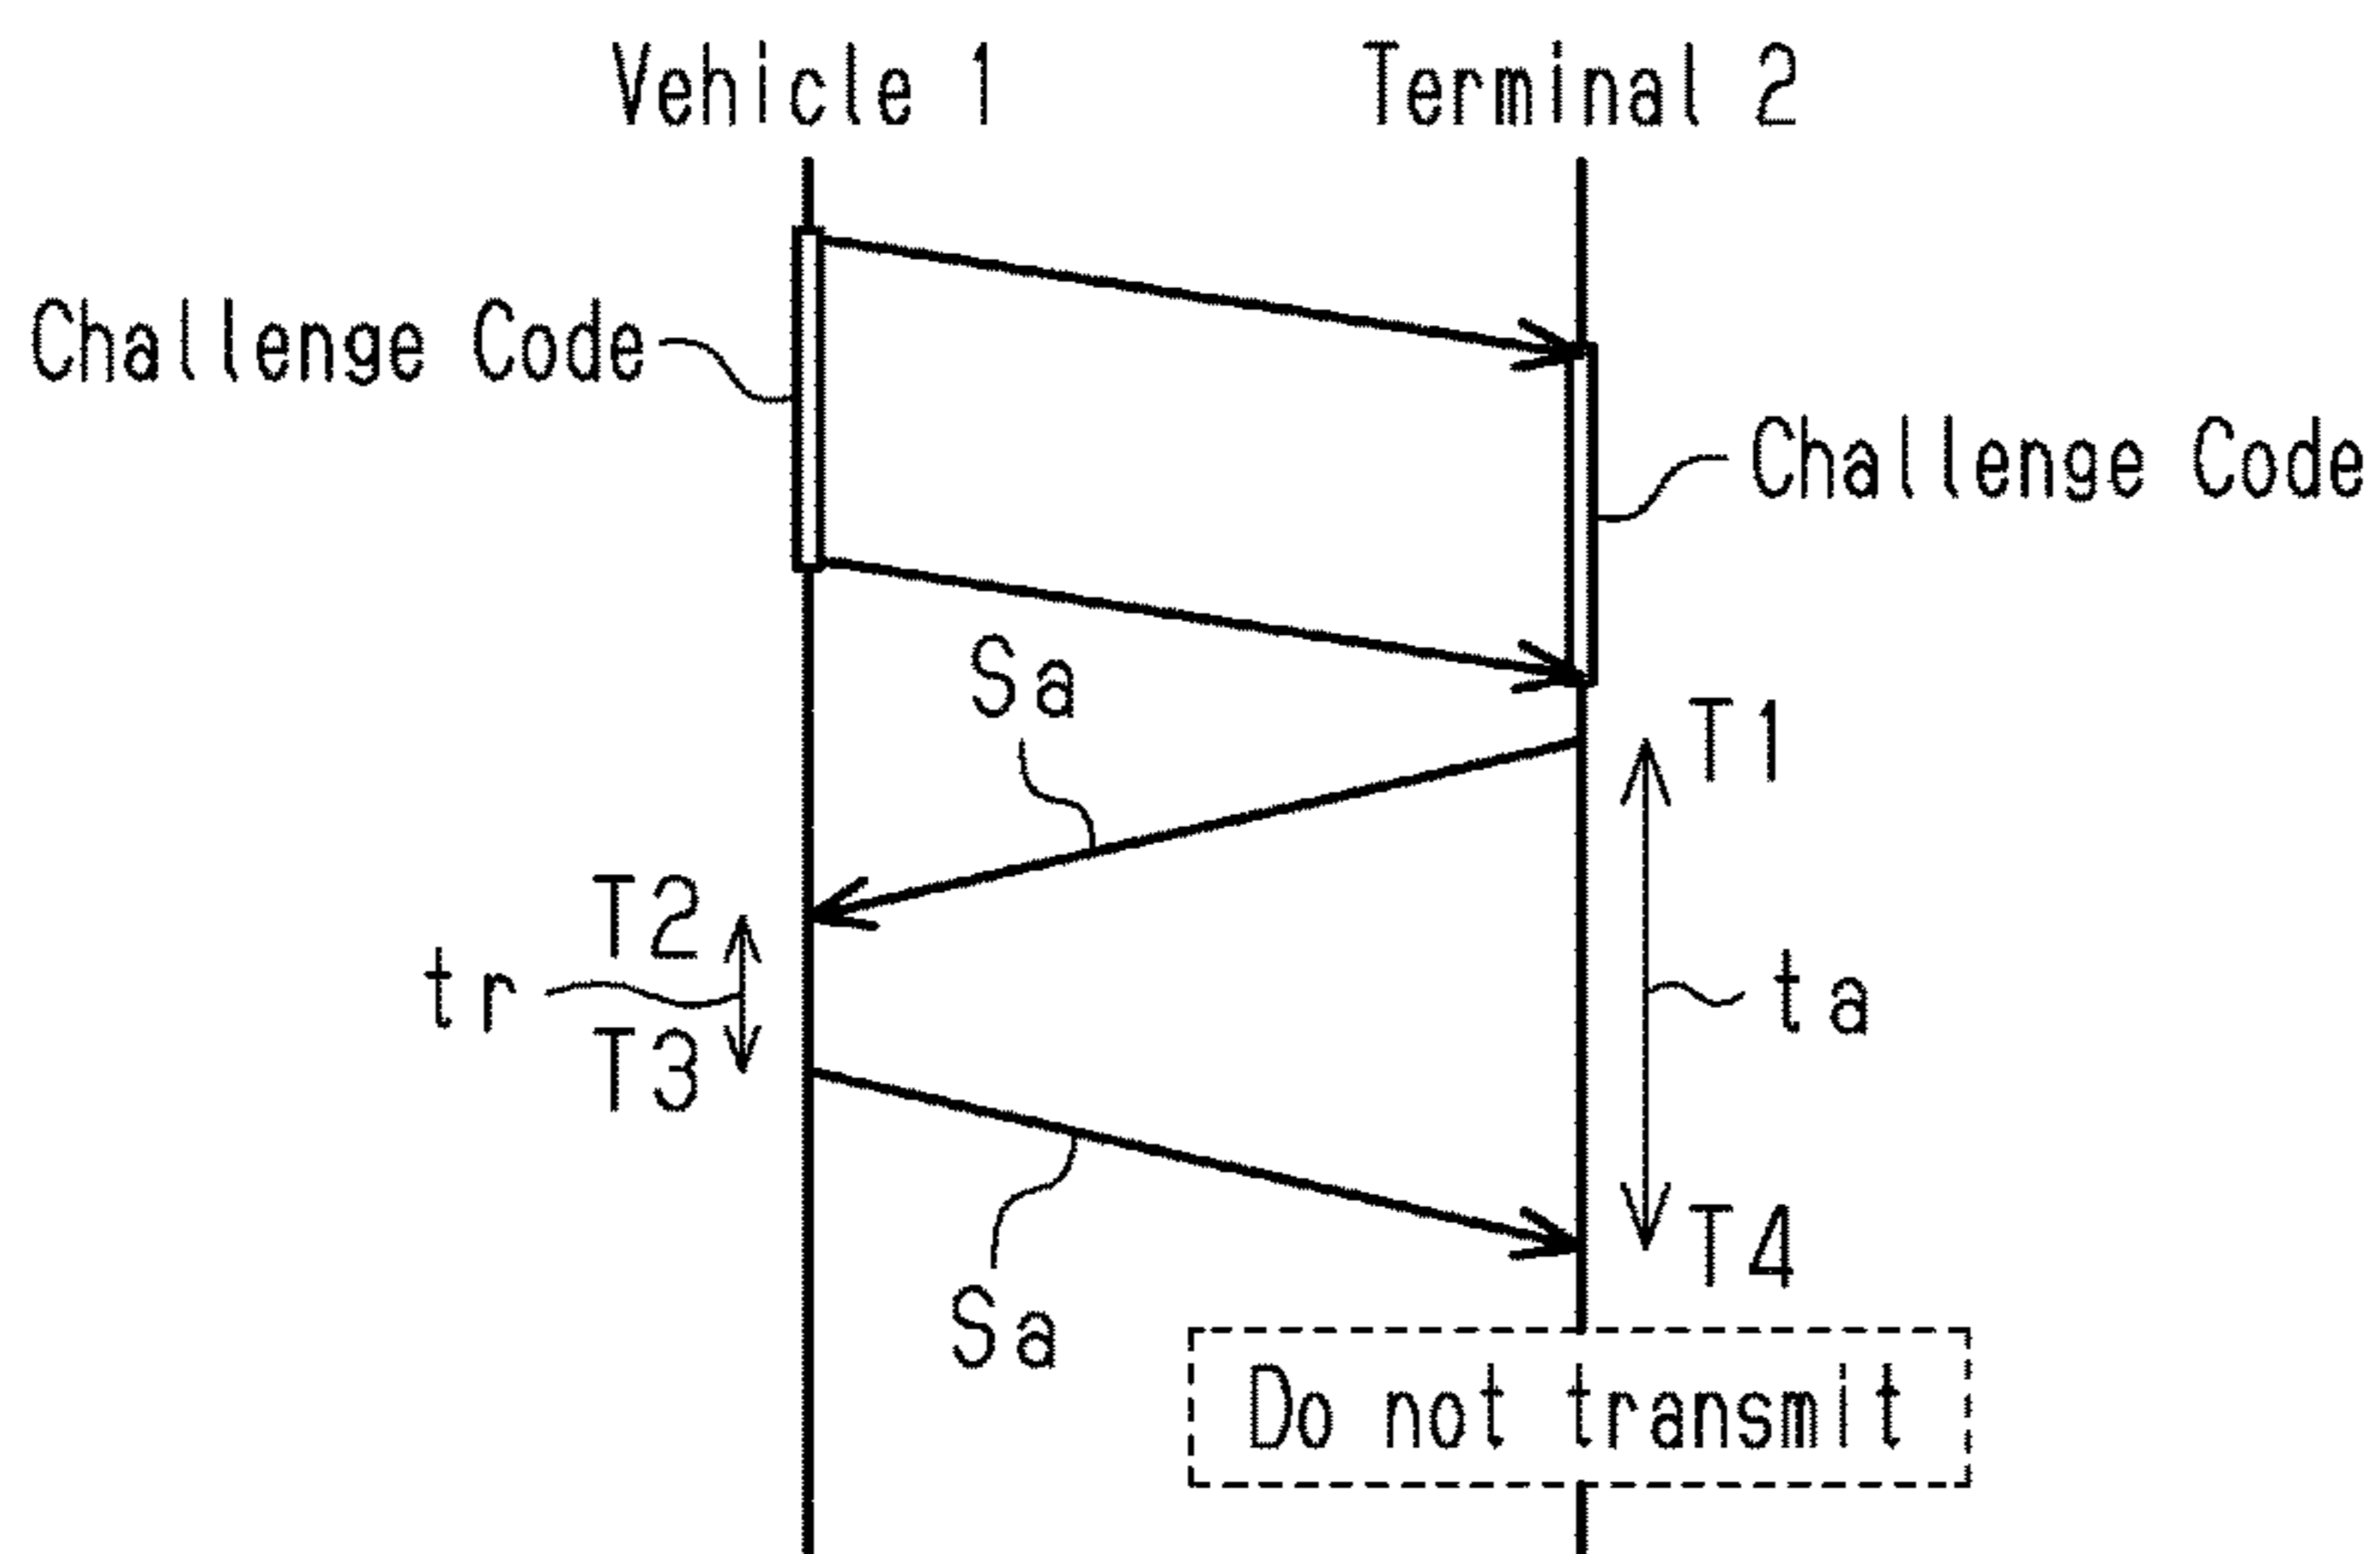 Vehicle 1
Terminal 2
Challenge Code
Challenge Code
Sa
T1
T2
tr
ta
T3
T4
Sa
Do not transmit